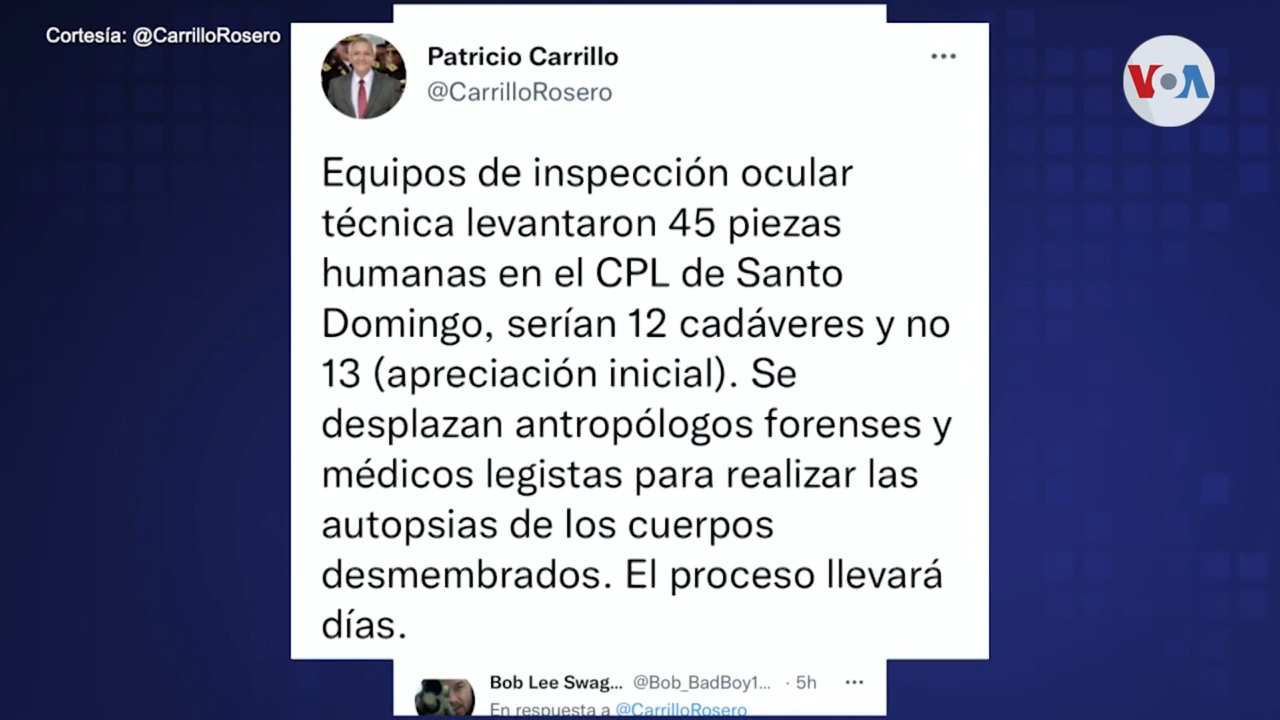 Cortesía: @CarrilloRosero
Patricio Carrillo
@CarrilloRosero
VOA
Equipos de inspección ocular
técnica levantaron 45 piezas
humanas en el CPL de Santo
Domingo, serían 12 cadáveres y no
13 (apreciación inicial). Se
desplazan antropólogos forenses y
médicos legistas para realizar las
autopsias de los cuerpos
desmembrados. El proceso llevará
días.
Bob Lee Swag... @Bob_BadBoy1... · 5h
En respuesta a @CarrilloRosero